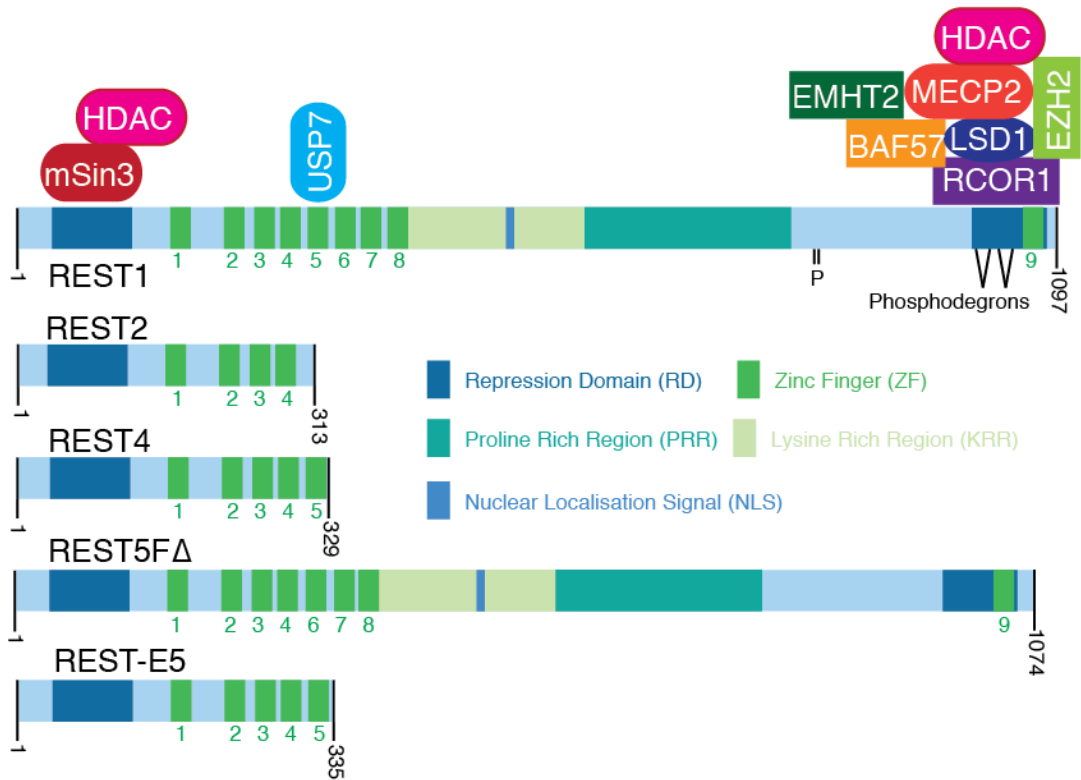 HDAC
HDAC
EMHT2
MECP2
EZH2
mSin3
USP7
BAF57
LSD1
RCOR1
1 2 3 4 5 6 7 8 9
1
REST1
P
Phosphodegrons
1097
REST2
1 2 3 4
1
313
Repression Domain (RD)
Zinc Finger (ZF)
Proline Rich Region (PRR)
Lysine Rich Region (KRR)
Nuclear Localisation Signal (NLS)
REST4
1 2 3 4 5
1
329
REST5FΔ
1 2 3 4 6 7 8 9
1
1074
REST-E5
1 2 3 4 5
1
335